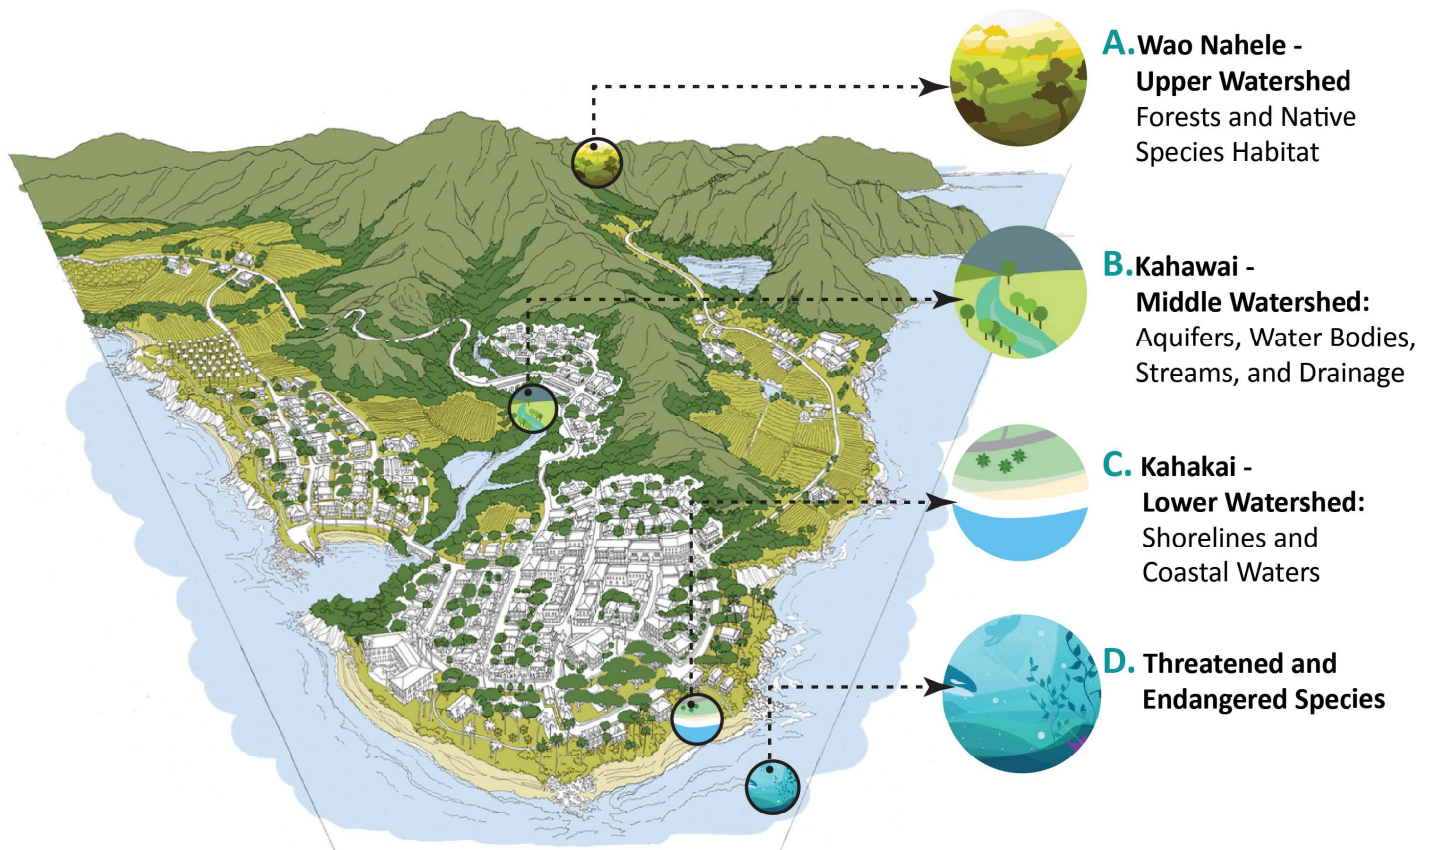 A. Wao Nahele -
Upper Watershed
Forests and Native
Species Habitat
B. Kahawai -
Middle Watershed:
Aquifers, Water Bodies,
Streams, and Drainage
C. Kahakai -
Lower Watershed:
Shorelines and
Coastal Waters
D. Threatened and
Endangered Species